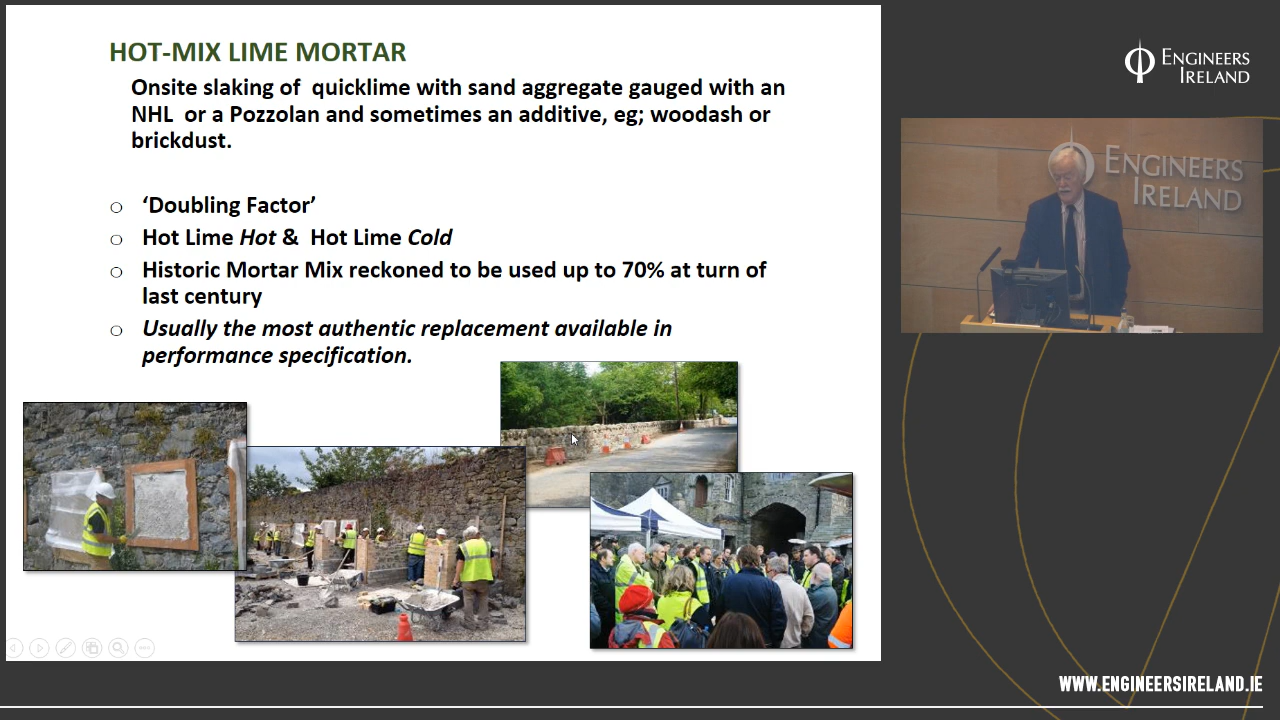 HOT-MIX LIME MORTAR
Onsite slaking of quicklime with sand aggregate gauged with an
NHL or a Pozzolan and sometimes an additive, eg; woodash or
brickdust.
‘Doubling Factor’
Hot Lime Hot & Hot Lime Cold
Historic Mortar Mix reckoned to be used up to 70% at turn of
last century
Usually the most authentic replacement available in
performance specification.
ENGINEERS
IRELAND
ENGINEERS
IRELAND
WWW.ENGINEERSIRELAND.IE